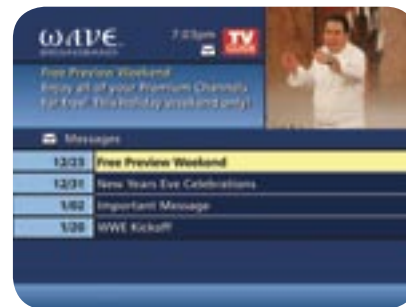 WAVE
BROADBAND
7:03pm
TV
GUIDE
Free Preview Weekend
Enjoy all of your Premium Channels
for free! This holiday weekend only!
Messages
12/23 Free Preview Weekend
12/31 New Years Eve Celebrations
1/02 Important Message
1/20 WWE Kickoff